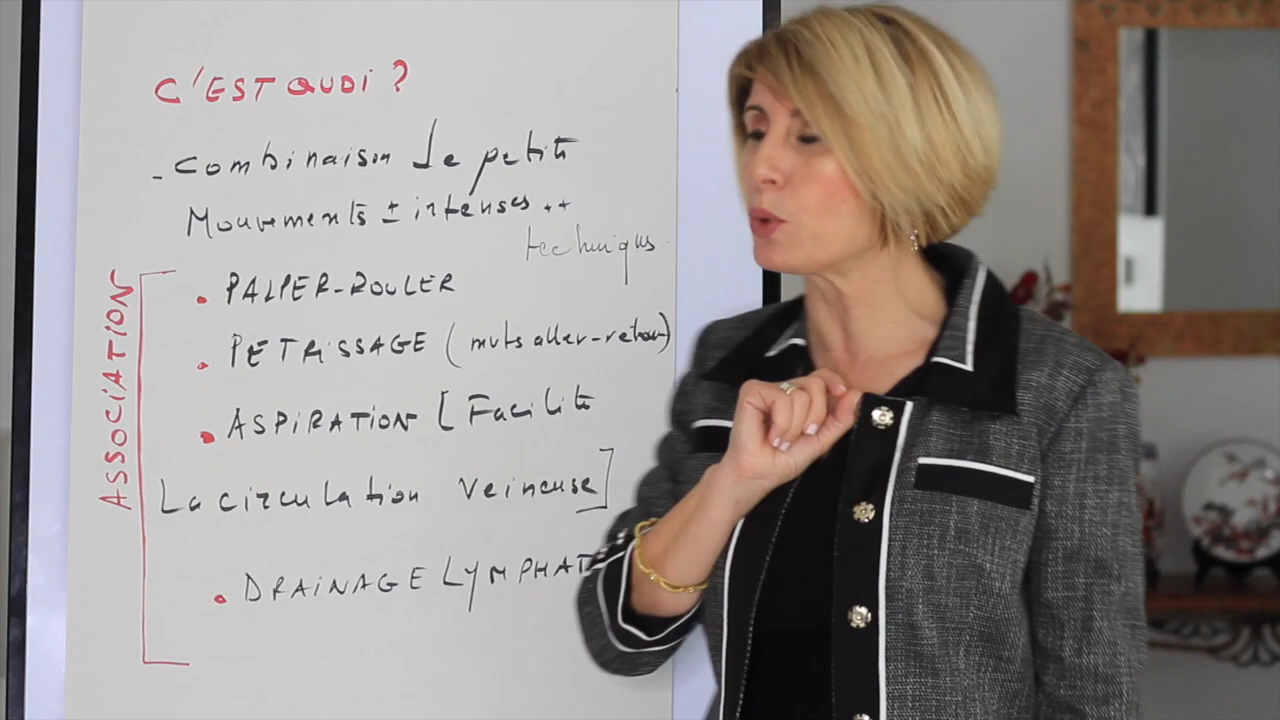 C'EST QUOI ?
- Combinaison de petits
Mouvements ± intenses ++
techniques
ASSOCIATION
• PALPER-ROULER
• PETRISSAGE (mvts aller-retour)
• ASPIRATION [Facilite
La circulation veineuse]
• DRAINAGE LYMPHAT